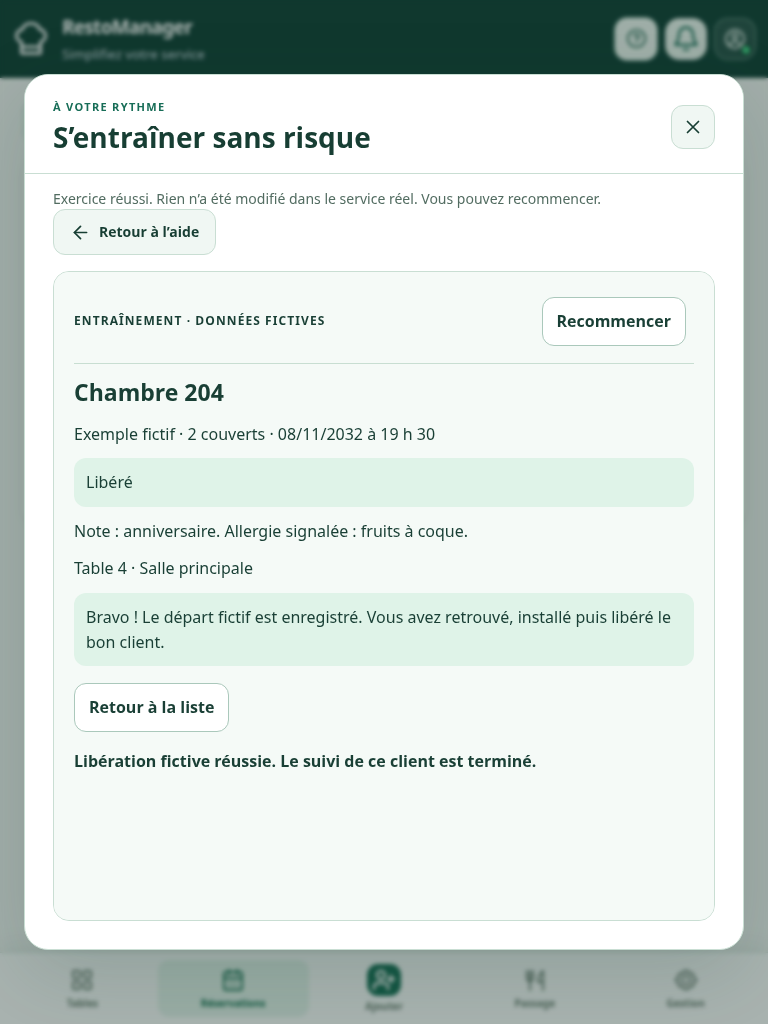 RestoManager
Simplifiez votre service
À VOTRE RYTHME
S’entraîner sans risque
Exercice réussi. Rien n’a été modifié dans le service réel. Vous pouvez recommencer.
Retour à l’aide
ENTRAÎNEMENT · DONNÉES FICTIVES
Recommencer
Chambre 204
Exemple fictif · 2 couverts · 08/11/2032 à 19 h 30
Libéré
Note : anniversaire. Allergie signalée : fruits à coque.
Table 4 · Salle principale
Bravo ! Le départ fictif est enregistré. Vous avez retrouvé, installé puis libéré le
bon client.
Retour à la liste
Libération fictive réussie. Le suivi de ce client est terminé.
Tables
Réservations
Ajouter
Passage
Gestion